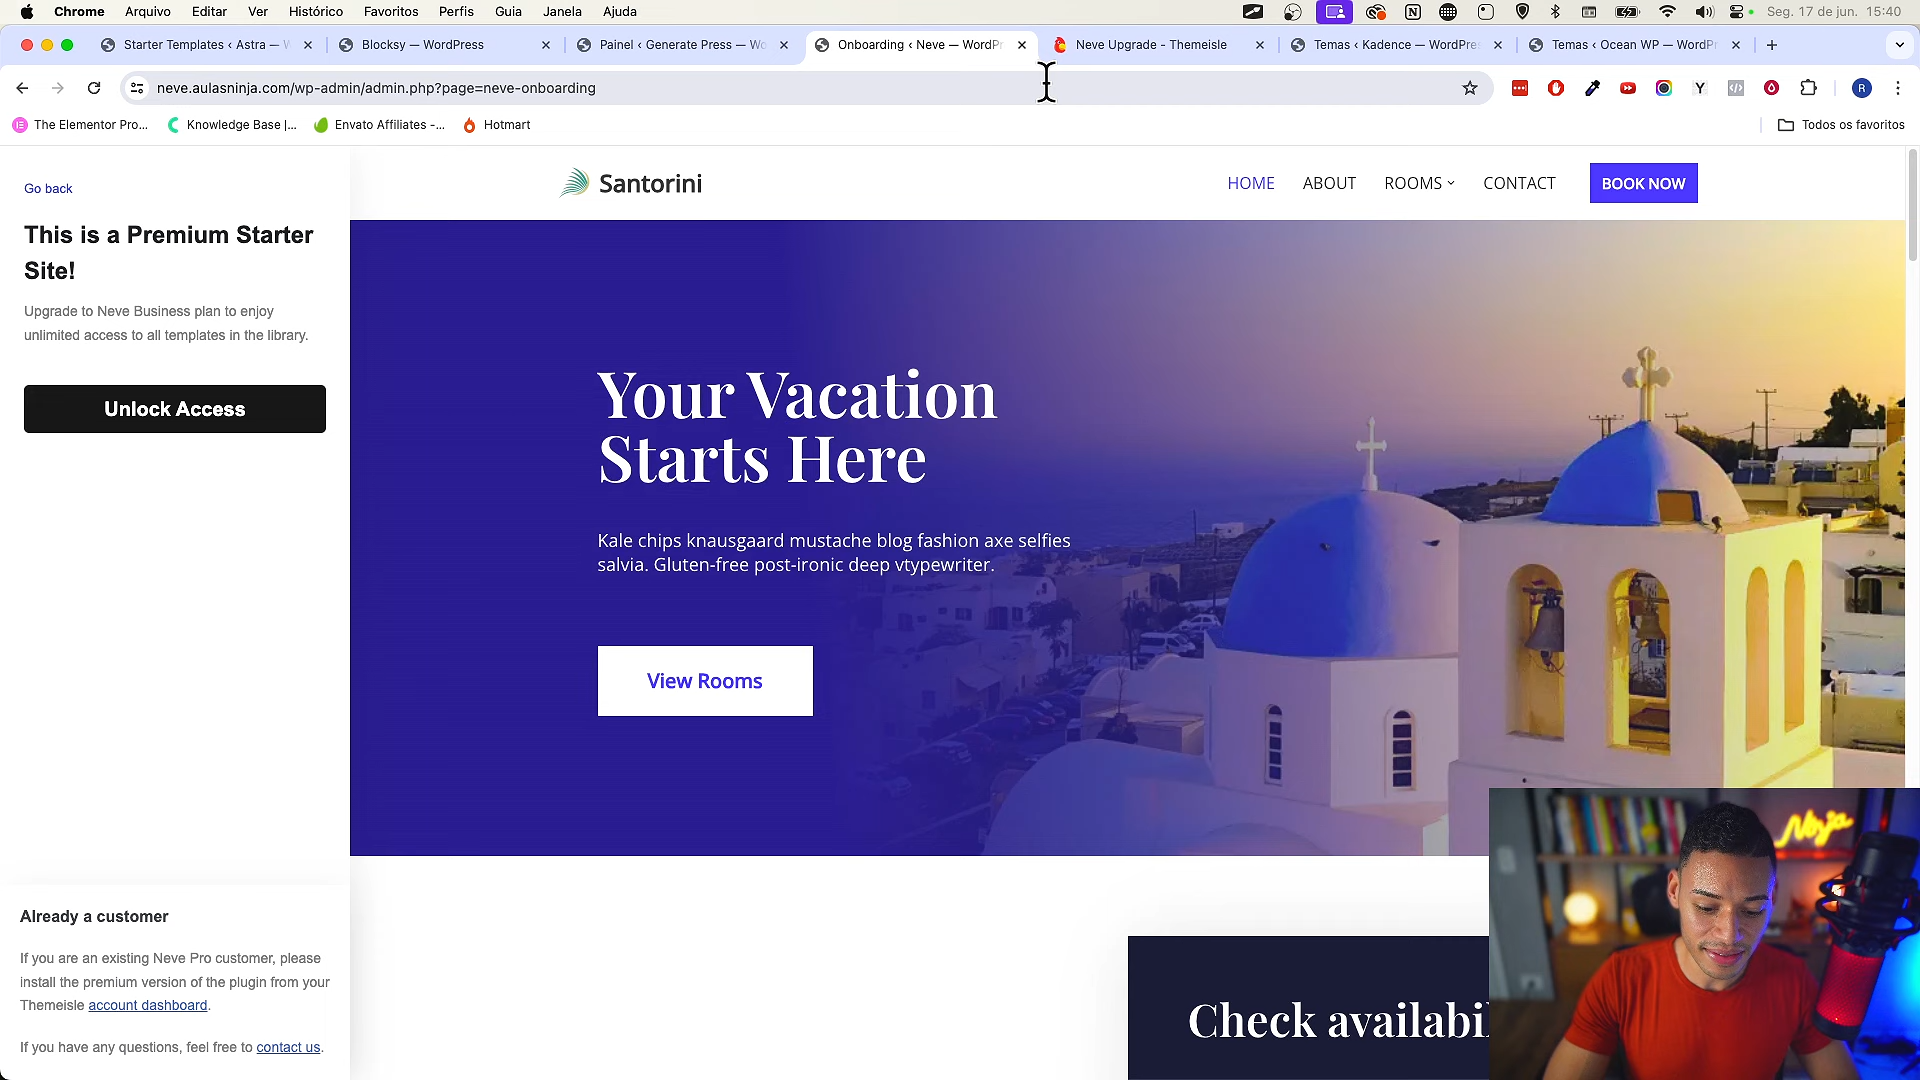 Chrome Arquivo Editar Ver Histórico Favoritos Perfis Guia Janela Ajuda Seg. 17 de jun. 15:40
Starter Templates ‹ Astra — W Blocksy — WordPress Painel ‹ Generate Press — Wo Onboarding ‹ Neve — WordPr Neve Upgrade - Themeisle Temas ‹ Kadence — WordPre Temas ‹ Ocean WP — WordP
neve.aulasninja.com/wp-admin/admin.php?page=neve-onboarding
The Elementor Pro... Knowledge Base |... Envato Affiliates -... Hotmart Todos os favoritos
Go back
This is a Premium Starter
Site!
Upgrade to Neve Business plan to enjoy
unlimited access to all templates in the library.
Unlock Access
Already a customer
If you are an existing Neve Pro customer, please
install the premium version of the plugin from your
Themeisle account dashboard.
If you have any questions, feel free to contact us.
Santorini
HOME ABOUT ROOMS CONTACT BOOK NOW
Your Vacation
Starts Here
Kale chips knausgaard mustache blog fashion axe selfies
salvia. Gluten-free post-ironic deep vtypewriter.
View Rooms
Check availabil
Ninja